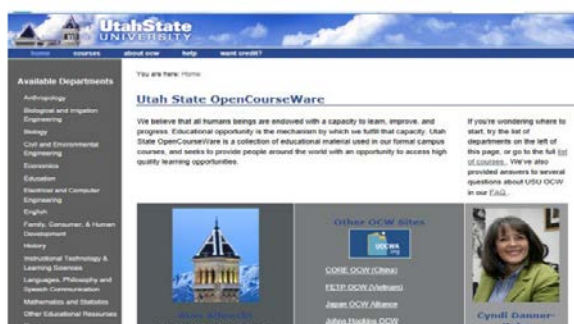 UtahState
UNIVERSITY
home courses about ocw help want credit?
Available Departments
Anthropology
Biological and Irrigation
Engineering
Biology
Civil and Environmental
Engineering
Economics
Education
Electrical and Computer
Engineering
English
Family, Consumer, & Human
Development
History
Instructional Technology &
Learning Sciences
Languages, Philosophy and
Speech Communication
Mathematics and Statistics
Other Educational Resources
You are here: Home
Utah State OpenCourseWare
We believe that all humans beings are endowed with a capacity to learn, improve, and
progress. Educational opportunity is the mechanism by which we fulfill that capacity. Utah
State OpenCourseWare is a collection of educational material used in our formal campus
courses, and seeks to provide people around the world with an opportunity to access high
quality learning opportunities.
If you're wondering where to
start, try the list of
departments on the left of
this page, or go to the full list
of courses. We've also
provided answers to several
questions about USU OCW
in our FAQ.
Other OCW Sites
UOCWA
.org
CORE OCW (China)
FETP OCW (Vietnam)
Japan OCW Alliance
Johns Hopkins OCW
Cyndi Danner-